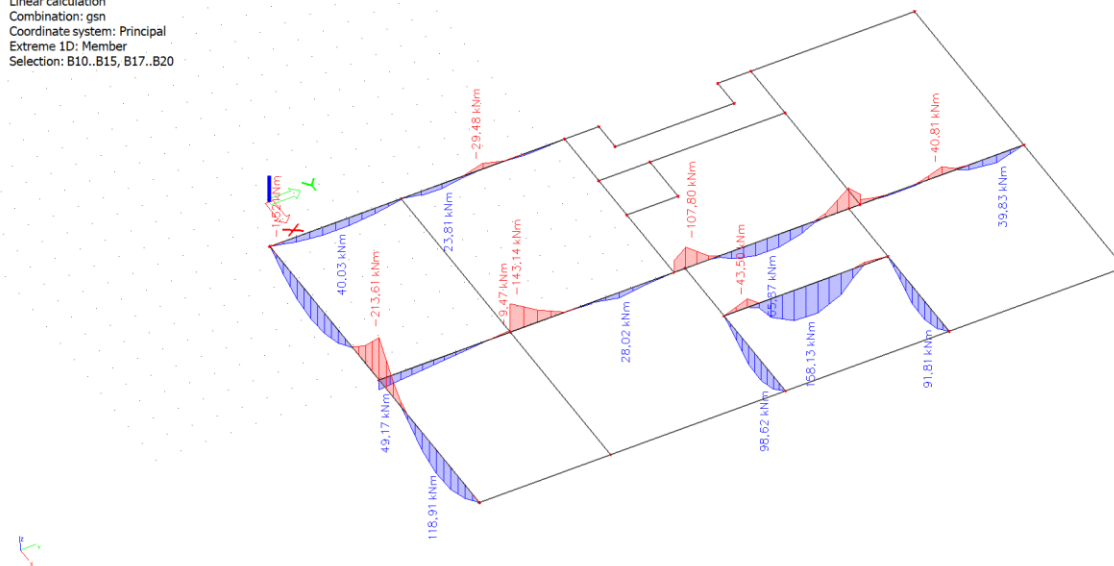 Linear calculation
Combination: gsn
Coordinate system: Principal
Extreme 1D: Member
Selection: B10..B15, B17..B20
-29,48 kNm
-40,81 kNm
Y
X
23,81 kNm
39,83 kNm
-107,80 kNm
40,03 kNm
-213,61 kNm
-9,47 kNm
-143,14 kNm
-43,50 kNm
28,02 kNm
158,13 kNm
91,81 kNm
49,17 kNm
98,62 kNm
118,91 kNm